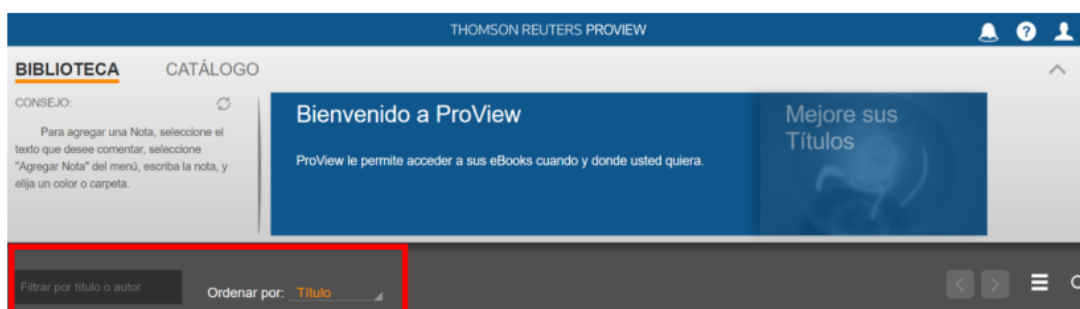 THOMSON REUTERS PROVIEW
BIBLIOTECA CATÁLOGO
CONSEJO:
Para agregar una Nota, seleccione el
texto que desee comentar, seleccione
"Agregar Nota" del menú, escriba la nota, y
elija un color o carpeta.
Bienvenido a ProView
ProView le permite acceder a sus eBooks cuando y donde usted quiera.
Mejore sus
Títulos
Filtrar por título o autor
Ordenar por: Título